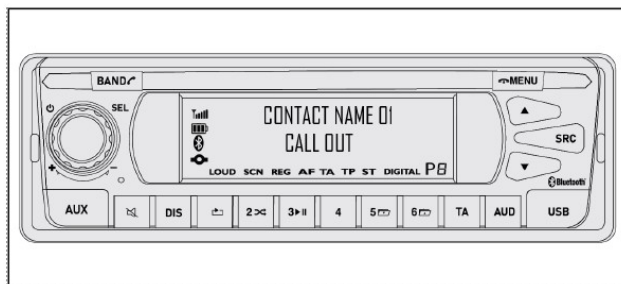 BAND
MENU
SEL
CONTACT NAME 01
CALL OUT
SRC
LOUD SCN REG AF TA TP ST DIGITAL P8
Bluetooth
AUX DIS 2 3 4 5 6 TA AUD USB